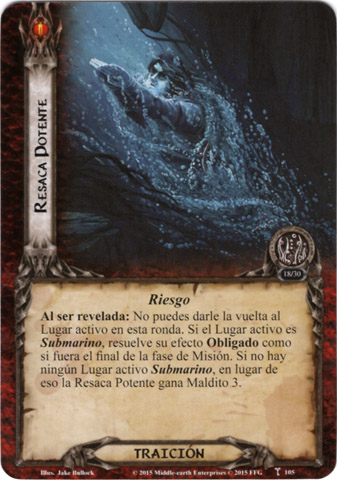 RESACA POTENTE
18/30
Riesgo
Al ser revelada: No puedes darle la vuelta al
Lugar activo en esta ronda. Si el Lugar activo es
Submarino, resuelve su efecto Obligado como
si fuera el final de la fase de Misión. Si no hay
ningún Lugar activo Submarino, en lugar de
eso la Resaca Potente gana Maldito 3.
TRAICIÓN
Illus. Jake Bullock © 2015 Middle-earth Enterprises © 2015 FFG 105